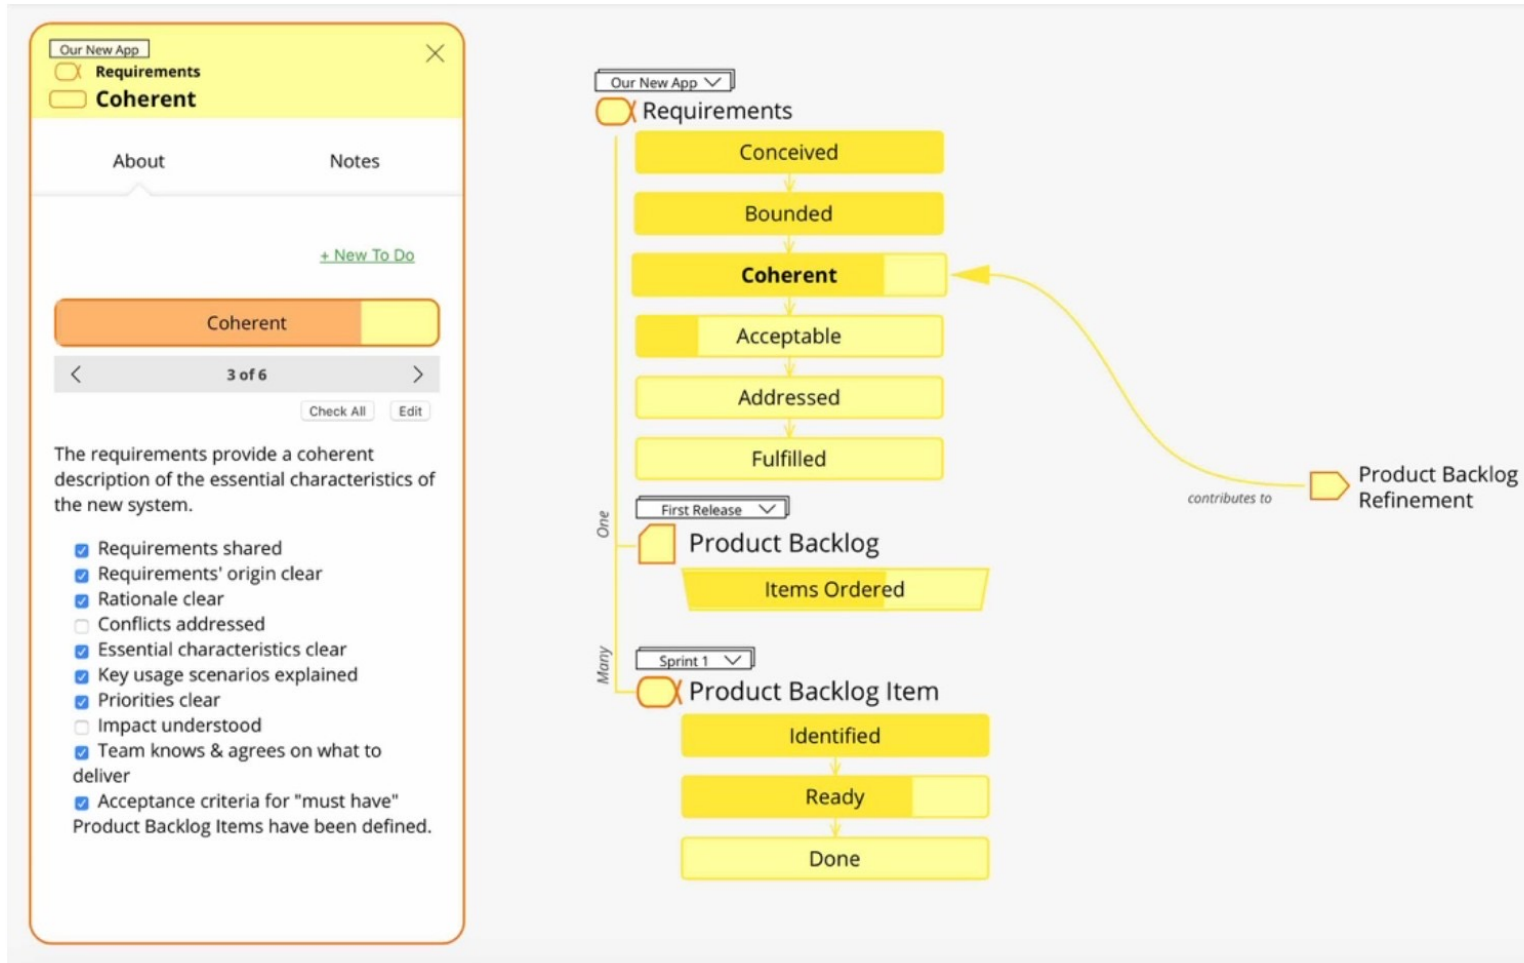 Our New App
Requirements
Coherent
About
Notes
+ New To Do
Coherent
3 of 6
Check All
Edit
The requirements provide a coherent
description of the essential characteristics of
the new system.
Requirements shared
Requirements' origin clear
Rationale clear
Conflicts addressed
Essential characteristics clear
Key usage scenarios explained
Priorities clear
Impact understood
Team knows & agrees on what to
deliver
Acceptance criteria for "must have"
Product Backlog Items have been defined.
Our New App
Requirements
Conceived
Bounded
Coherent
Acceptable
Addressed
Fulfilled
One
First Release
Product Backlog
Items Ordered
Many
Sprint 1
Product Backlog Item
Identified
Ready
Done
contributes to
Product Backlog
Refinement